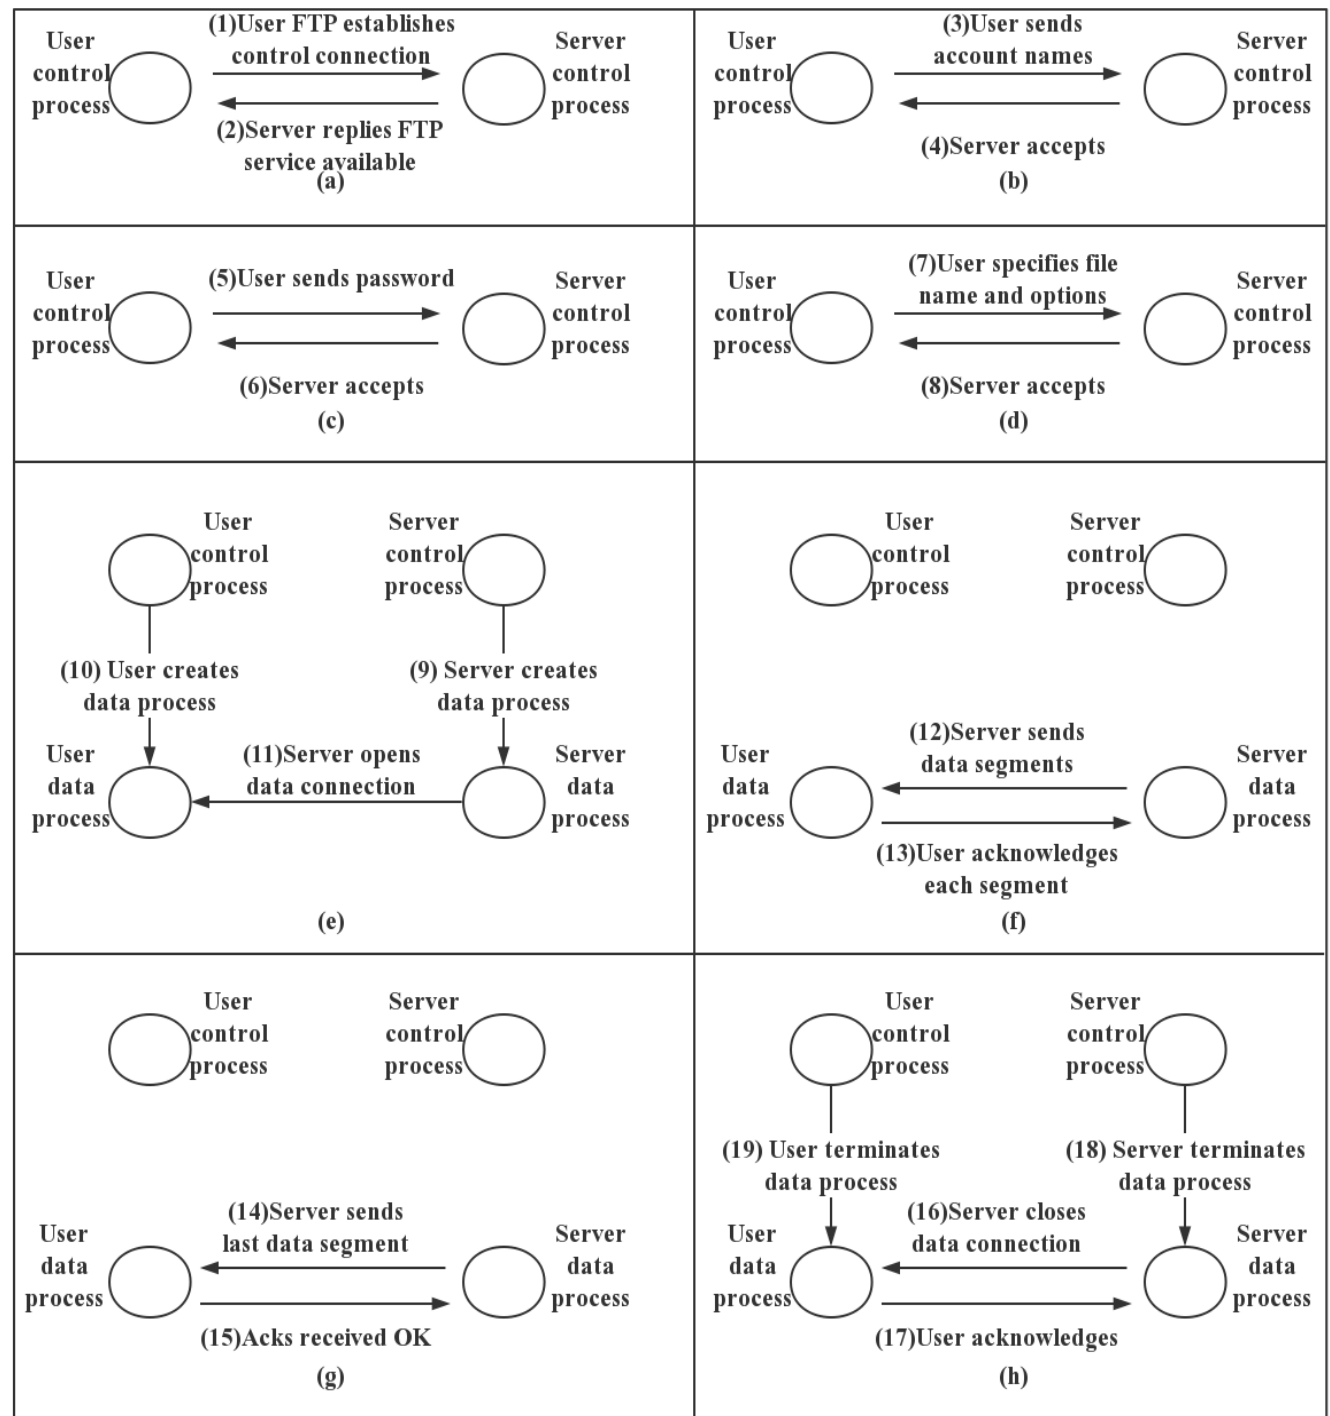 User
control
process
(1)User FTP establishes
control connection
(2)Server replies FTP
service available
(a)
Server
control
process
User
control
process
(3)User sends
account names
(4)Server accepts
(b)
Server
control
process
User
control
process
(5)User sends password
(6)Server accepts
(c)
Server
control
process
User
control
process
(7)User specifies file
name and options
(8)Server accepts
(d)
Server
control
process
User
control
process
Server
control
process
(10) User creates
data process
(9) Server creates
data process
User
data
process
(11)Server opens
data connection
Server
data
process
(e)
User
control
process
Server
control
process
User
data
process
(12)Server sends
data segments
(13)User acknowledges
each segment
Server
data
process
(f)
User
control
process
Server
control
process
User
data
process
(14)Server sends
last data segment
(15)Acks received OK
Server
data
process
(g)
User
control
process
Server
control
process
(19) User terminates
data process
(18) Server terminates
data process
User
data
process
(16)Server closes
data connection
(17)User acknowledges
Server
data
process
(h)